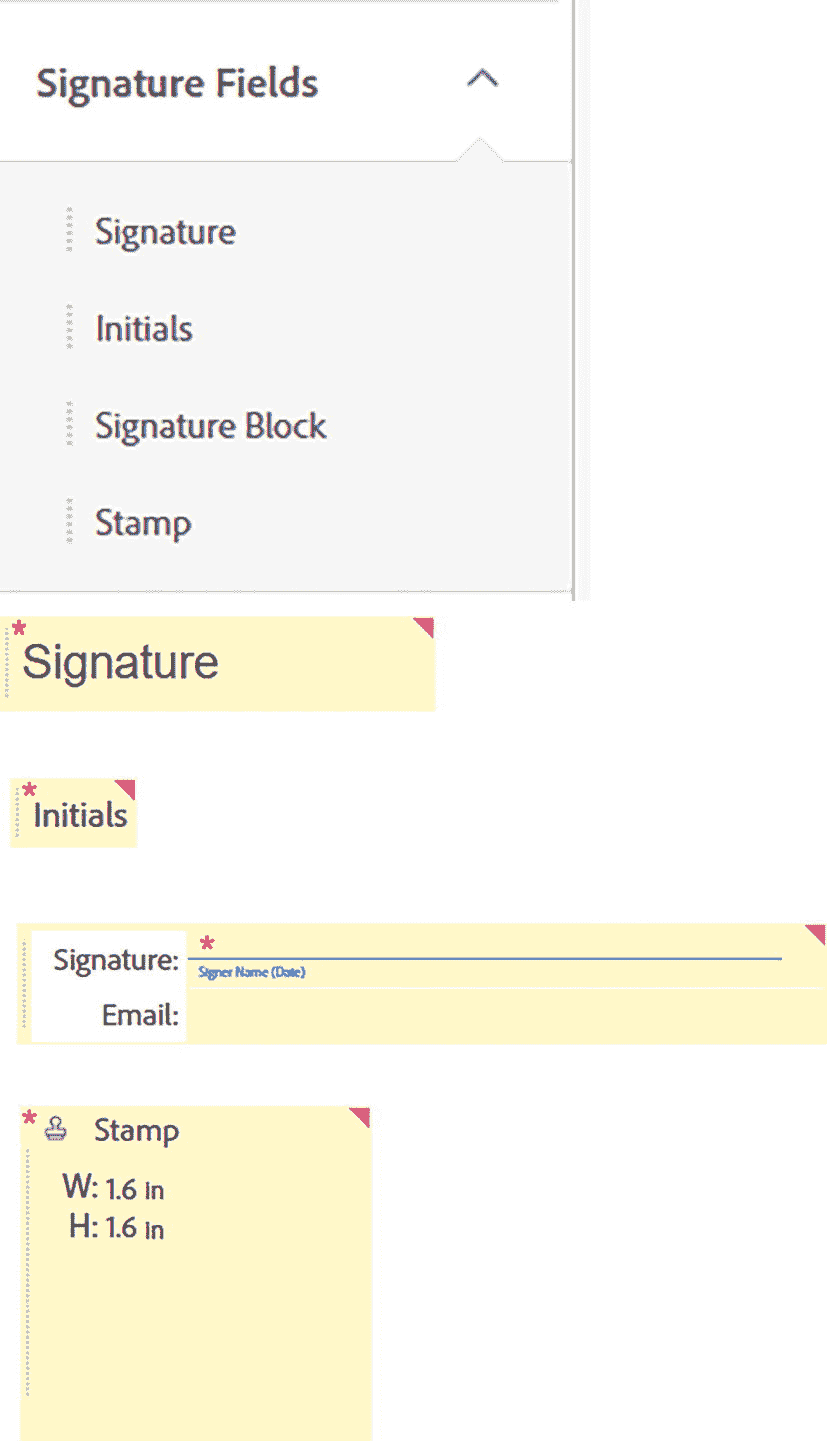 Signature Fields
Signature
Initials
Signature Block
Stamp
* Signature
* Initials
Signature: *
Signer Name (Date)
Email:
* Stamp
W: 1.6 in
H: 1.6 in